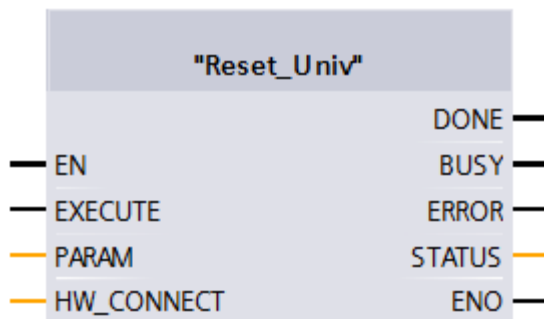 "Reset_Univ"
DONE
EN BUSY
EXECUTE ERROR
PARAM STATUS
HW_CONNECT ENO